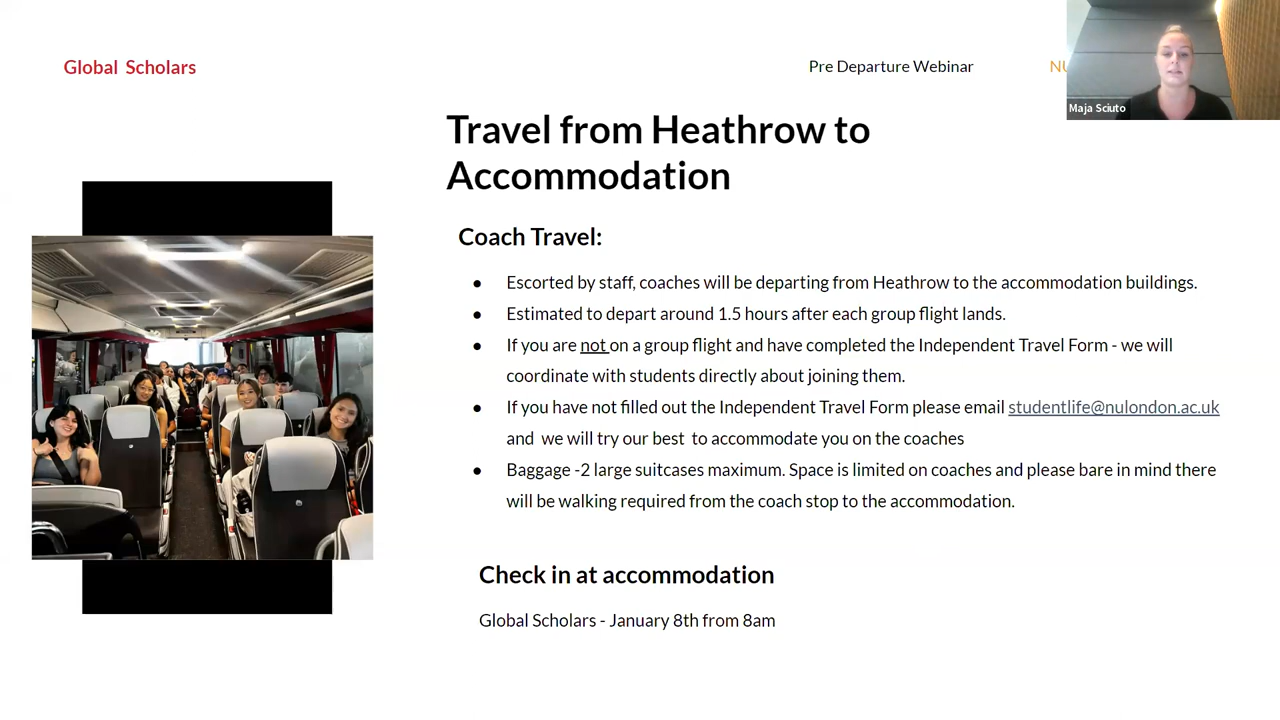 Global Scholars
Pre Departure Webinar
NU
Maja Sciuto
Travel from Heathrow to
Accommodation
Coach Travel:
● Escorted by staff, coaches will be departing from Heathrow to the accommodation buildings.
● Estimated to depart around 1.5 hours after each group flight lands.
● If you are not on a group flight and have completed the Independent Travel Form - we will
coordinate with students directly about joining them.
● If you have not filled out the Independent Travel Form please email studentlife@nulondon.ac.uk
and we will try our best to accommodate you on the coaches
● Baggage -2 large suitcases maximum. Space is limited on coaches and please bare in mind there
will be walking required from the coach stop to the accommodation.
Check in at accommodation
Global Scholars - January 8th from 8am